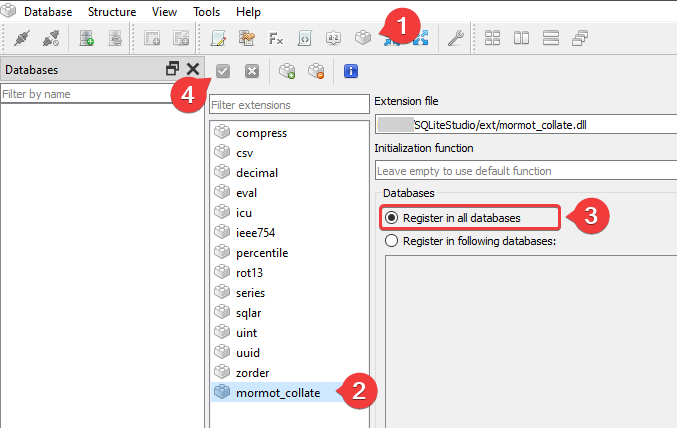 Database Structure View Tools Help
1
Databases
4
Filter by name
Filter extensions
compress
csv
decimal
eval
icu
ieee754
percentile
rot13
series
sqlar
uint
uuid
zorder
mormot_collate
2
Extension file
/SQLiteStudio/ext/mormot_collate.dll
Initialization function
Leave empty to use default function
Databases
Register in all databases
3
Register in following databases: